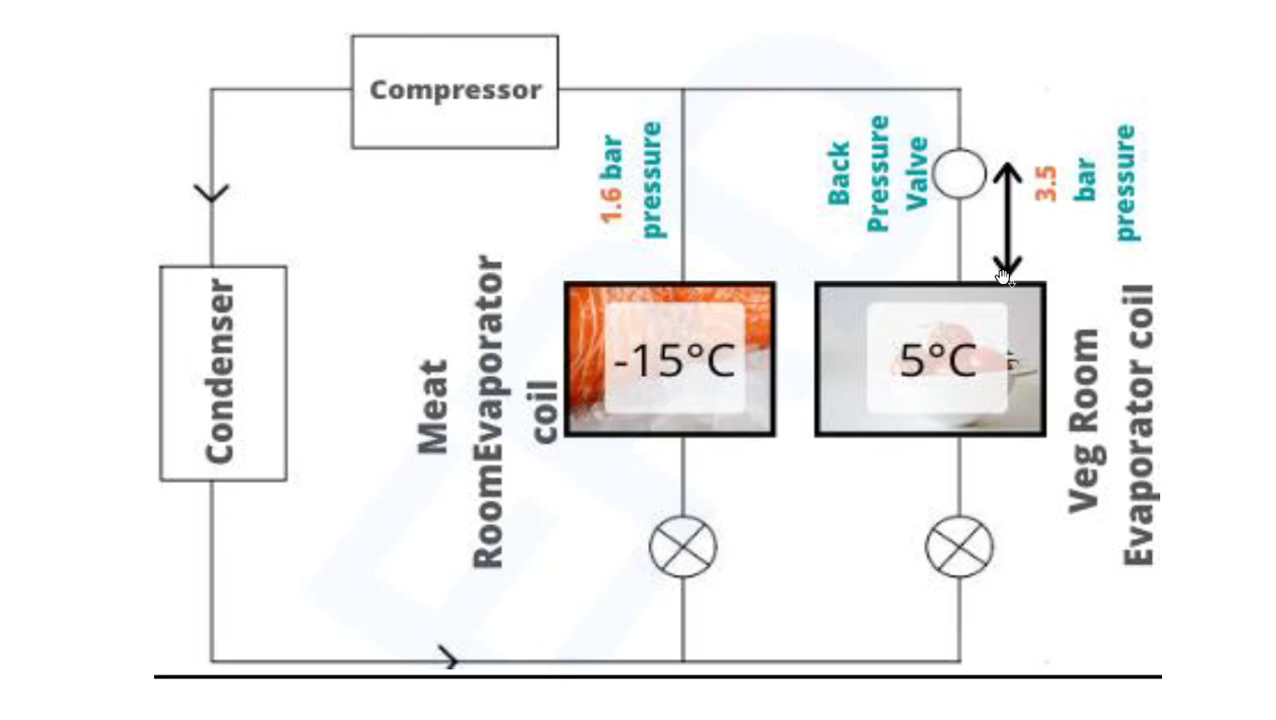 Compressor
1.6 bar
pressure
Back
Pressure
Valve
3.5
bar
pressure
Condenser
Meat
RoomEvaporator
coil
-15°C
5°C
Veg Room
Evaporator coil